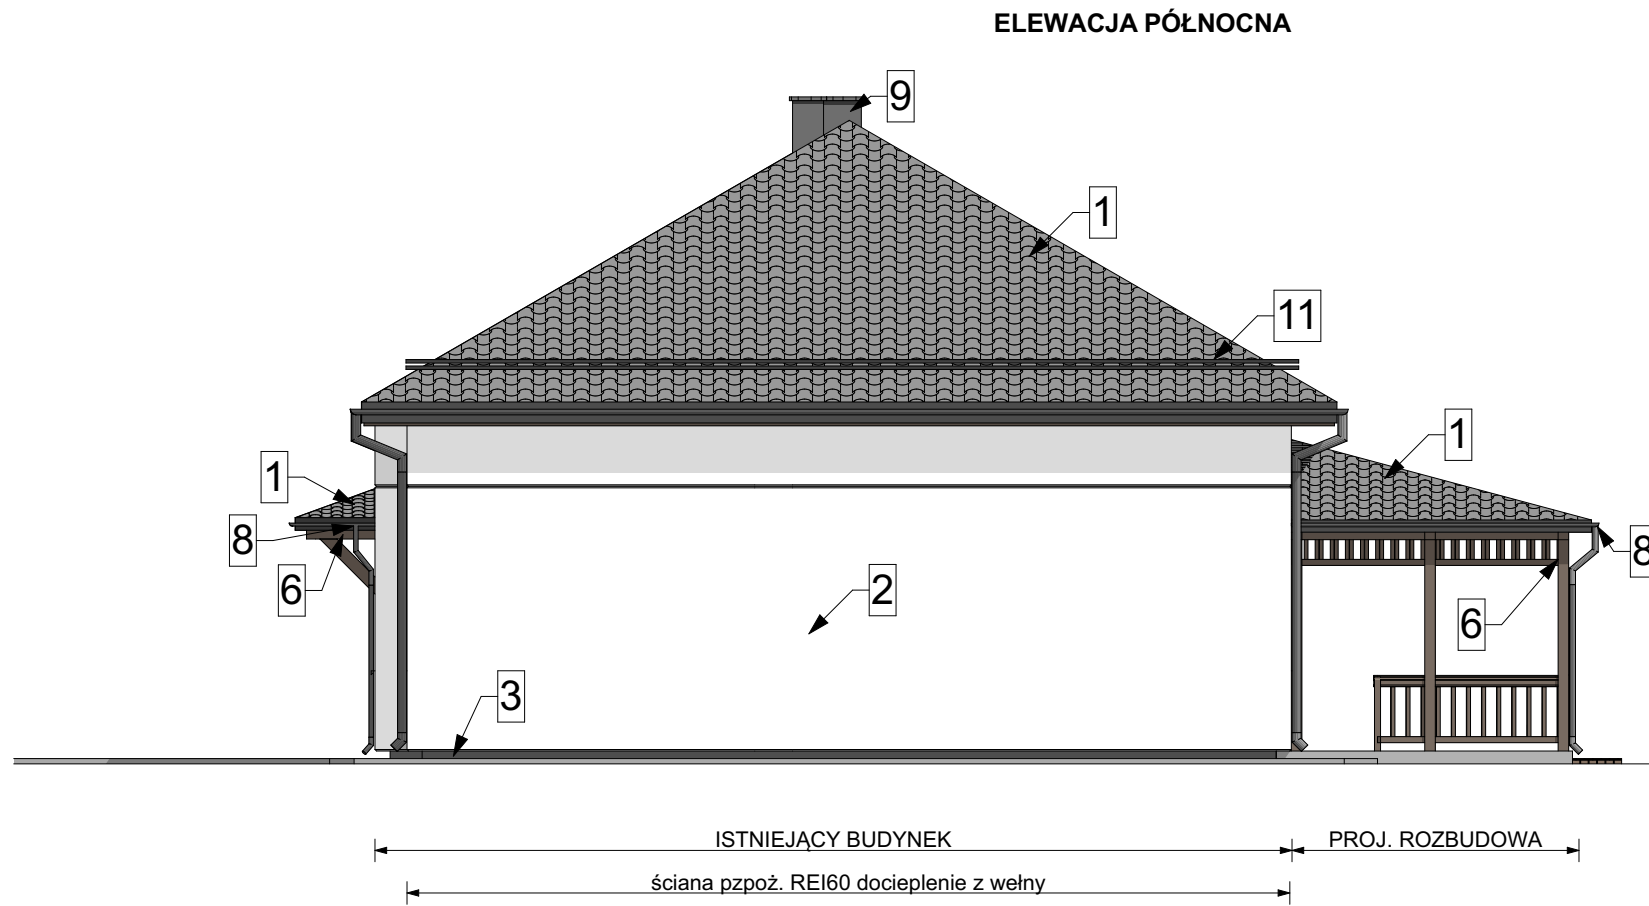 ELEWACJA PÓŁNOCNA
9
1
11
1
1
8
8
6
2
6
3
ISTNIEJĄCY BUDYNEK
PROJ. ROZBUDOWA
ściana pzpoż. REI60 docieplenie z wełny